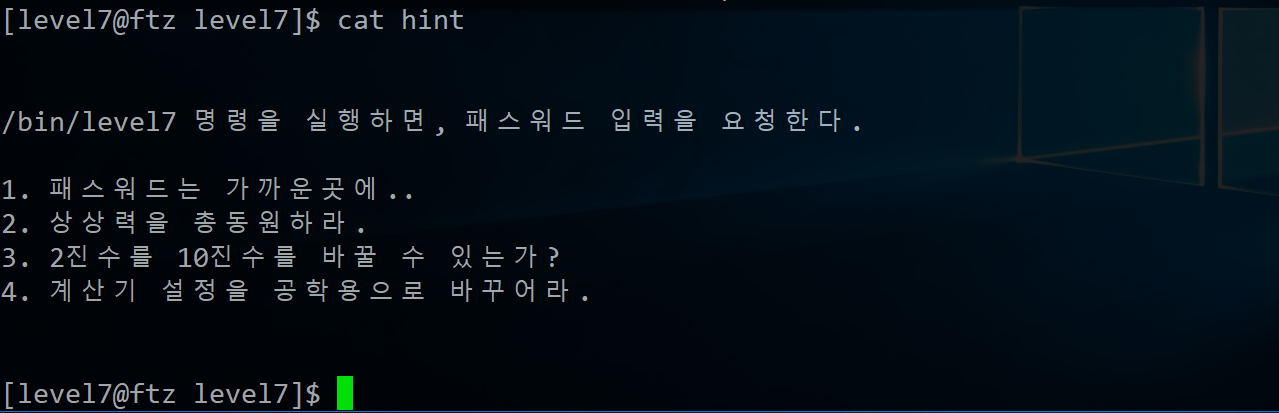 [level7@ftz level7]$ cat hint
/bin/level7 명령을 실행하면, 패스워드 입력을 요청한다.
1. 패스워드는 가까운곳에..
2. 상상력을 총동원하라.
3. 2진수를 10진수를 바꿀 수 있는가?
4. 계산기 설정을 공학용으로 바꾸어라.
[level7@ftz level7]$